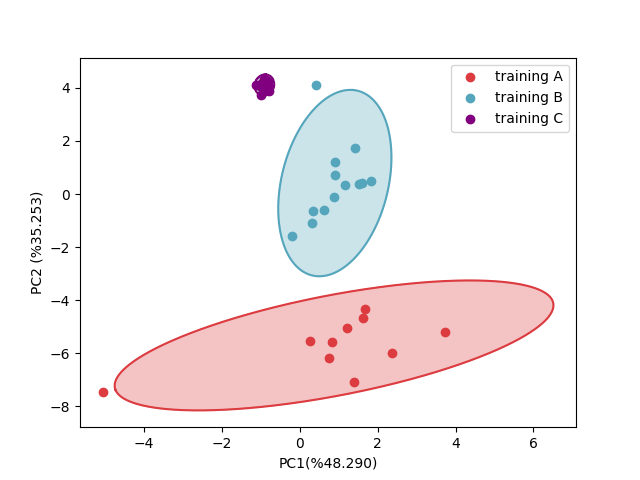 training A
training B
training C
4
2
0
−2
−4
−6
−8
PC2 (%35.253)
−4
−2
0
2
4
6
PC1(%48.290)